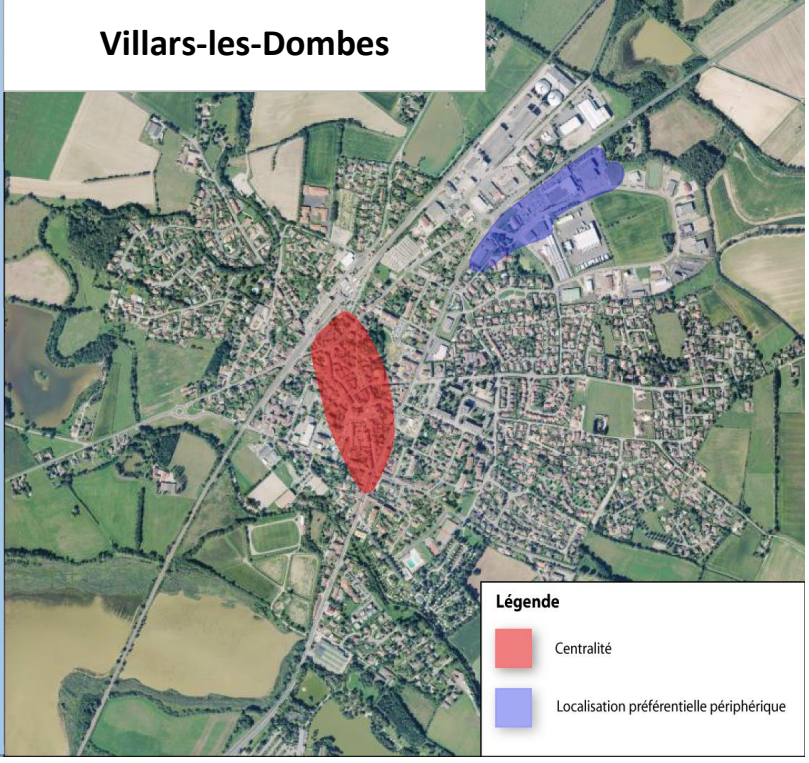 Villars-les-Dombes
Légende
Centralité
Localisation préférentielle périphérique